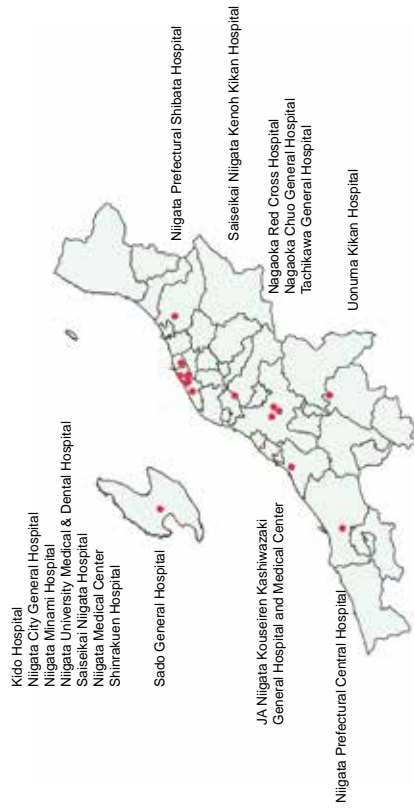 Kido Hospital
Niigata City General Hospital
Niigata Minami Hospital
Niigata University Medical & Dental Hospital
Saiseikai Niigata Hospital
Niigata Medical Center
Shinrakuen Hospital
Sado General Hospital
JA Niigata Kouseiren Kashiwazaki
General Hospital and Medical Center
Niigata Prefectural Central Hospital
Niigata Prefectural Shibata Hospital
Saiseikai Niigata Kenoh Kikan Hospital
Nagaoka Red Cross Hospital
Nagaoka Chuo General Hospital
Tachikawa General Hospital
Uonuma Kikan Hospital